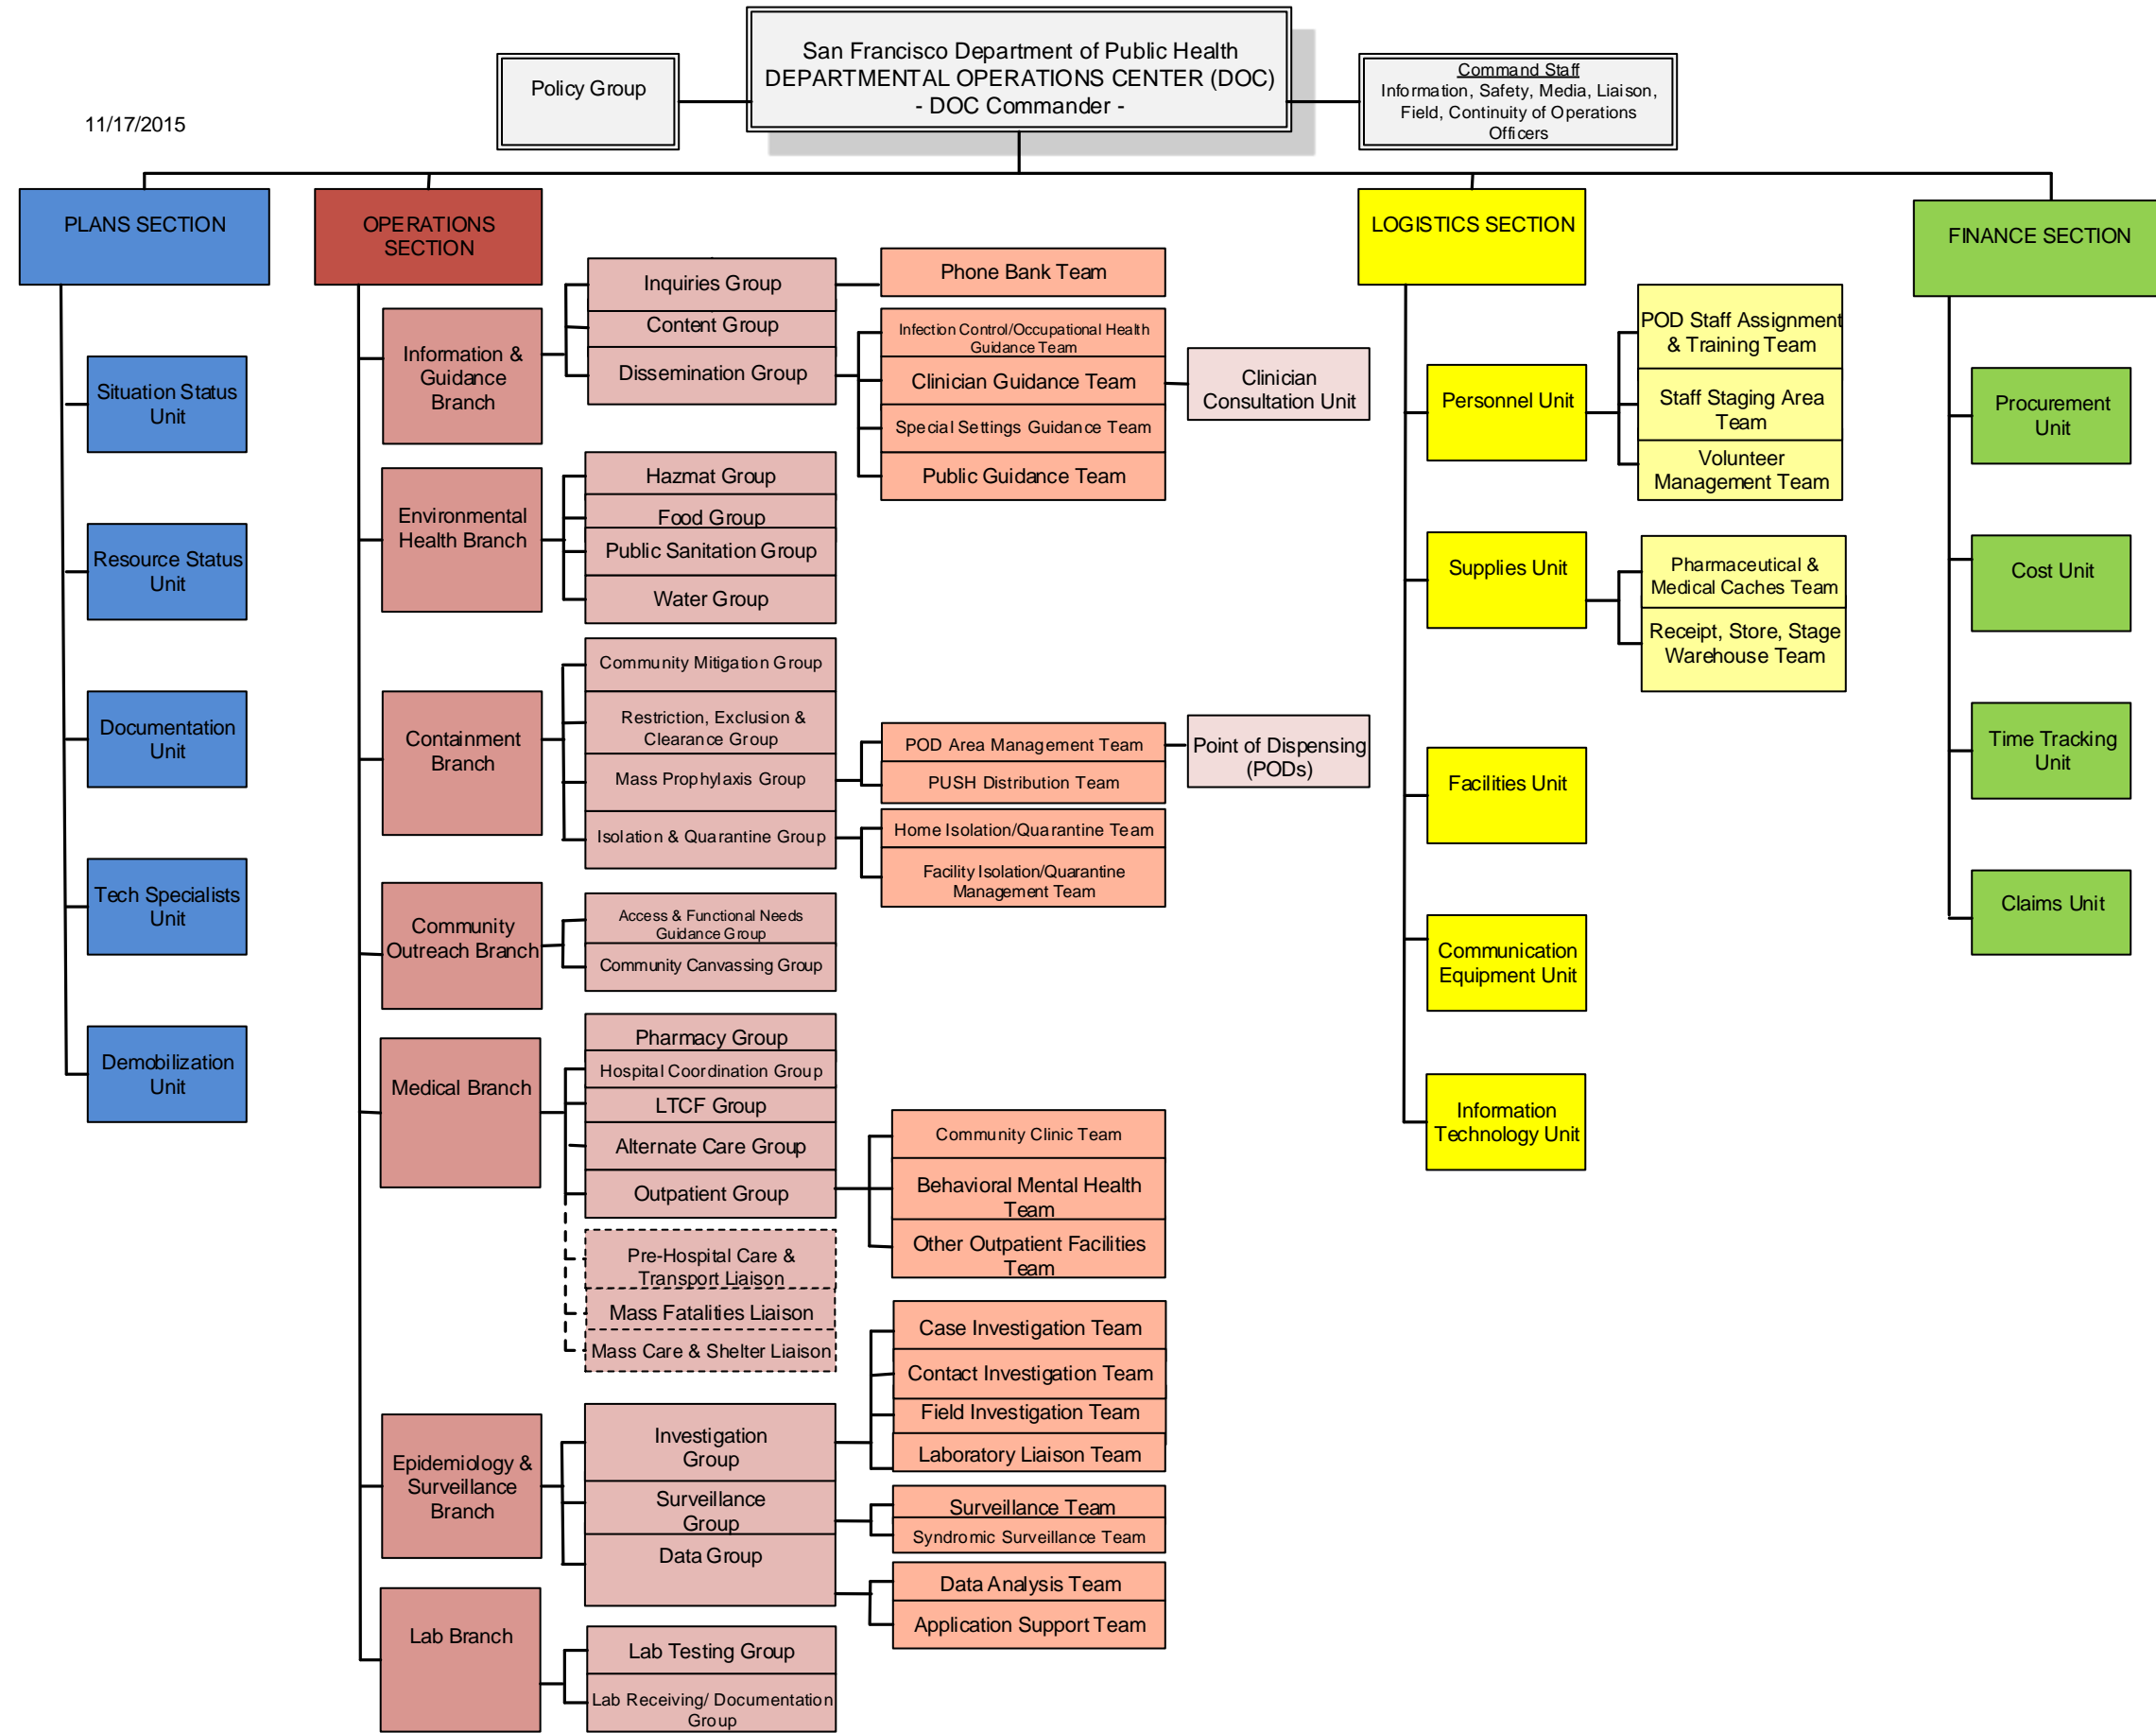 San Francisco Department of Public Health
DEPARTMENTAL OPERATIONS CENTER (DOC)
- DOC Commander -
Policy Group
Command Staff
Information, Safety, Media, Liaison,
Field, Continuity of Operations
Officers
11/17/2015
PLANS SECTION
Situation Status
Unit
Resource Status
Unit
Documentation
Unit
Tech Specialists
Unit
Demobilization
Unit
OPERATIONS
SECTION
Information &
Guidance
Branch
Inquiries Group
Content Group
Dissemination Group
Phone Bank Team
Infection Control/Occupational Health
Guidance Team
Clinician Guidance Team
Special Settings Guidance Team
Public Guidance Team
Clinician
Consultation Unit
Environmental
Health Branch
Hazmat Group
Food Group
Public Sanitation Group
Water Group
Containment
Branch
Community Mitigation Group
Restriction, Exclusion &
Clearance Group
Mass Prophylaxis Group
Isolation & Quarantine Group
POD Area Management Team
PUSH Distribution Team
Point of Dispensing
(PODs)
Home Isolation/Quarantine Team
Facility Isolation/Quarantine
Management Team
Community
Outreach Branch
Access & Functional Needs
Guidance Group
Community Canvassing Group
Medical Branch
Pharmacy Group
Hospital Coordination Group
LTCF Group
Alternate Care Group
Outpatient Group
Pre-Hospital Care &
Transport Liaison
Mass Fatalities Liaison
Mass Care & Shelter Liaison
Community Clinic Team
Behavioral Mental Health
Team
Other Outpatient Facilities
Team
Epidemiology &
Surveillance
Branch
Investigation
Group
Surveillance
Group
Data Group
Case Investigation Team
Contact Investigation Team
Field Investigation Team
Laboratory Liaison Team
Surveillance Team
Syndromic Surveillance Team
Data Analysis Team
Application Support Team
Lab Branch
Lab Testing Group
Lab Receiving/ Documentation
Group
LOGISTICS SECTION
Personnel Unit
POD Staff Assignment
& Training Team
Staff Staging Area
Team
Volunteer
Management Team
Supplies Unit
Pharmaceutical &
Medical Caches Team
Receipt, Store, Stage
Warehouse Team
Facilities Unit
Communication
Equipment Unit
Information
Technology Unit
FINANCE SECTION
Procurement
Unit
Cost Unit
Time Tracking
Unit
Claims Unit